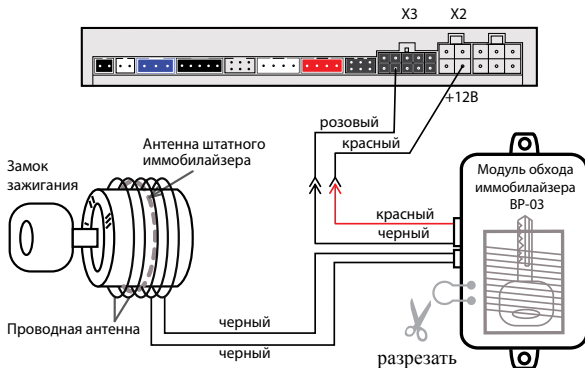 X3 X2
+12В
розовый
красный
Антенна штатного
иммобилайзера
Замок
зажигания
Модуль обхода
иммобилайзера
BP-03
красный
черный
Проводная антенна
черный
черный
разрезать